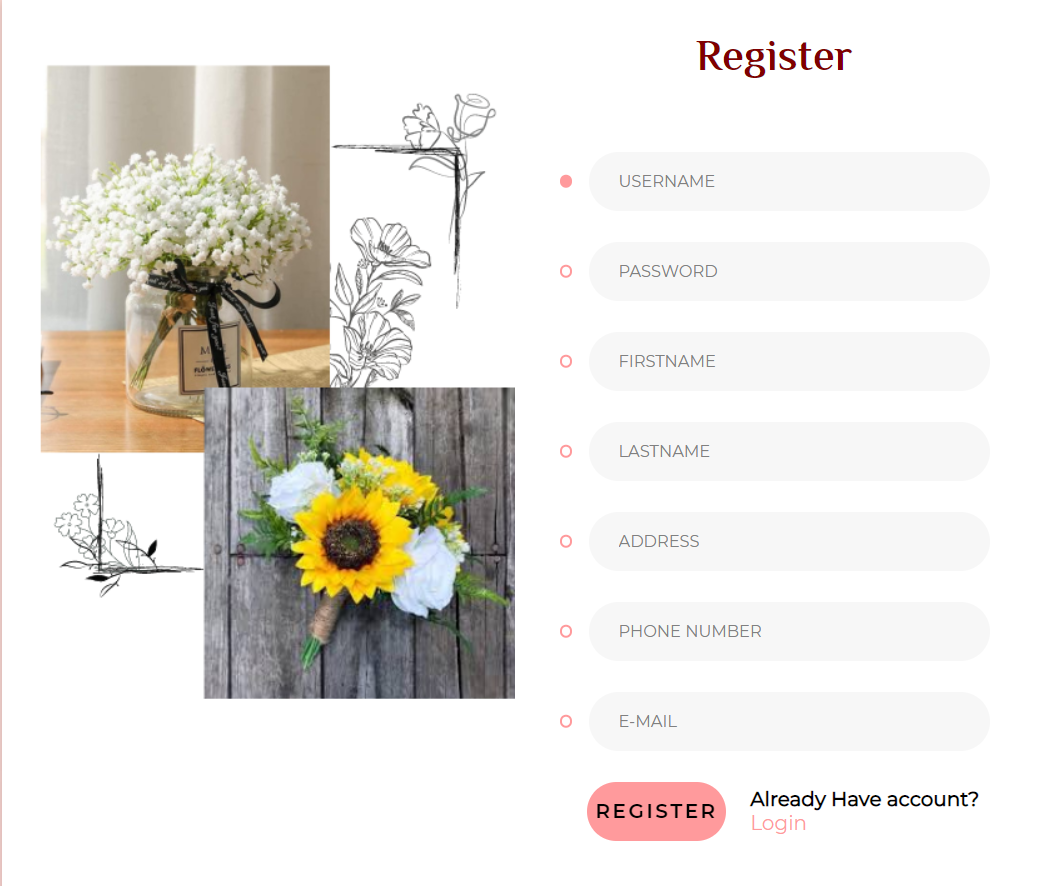 Register
USERNAME
PASSWORD
FIRSTNAME
LASTNAME
ADDRESS
PHONE NUMBER
E-MAIL
REGISTER
Already Have account?
Login